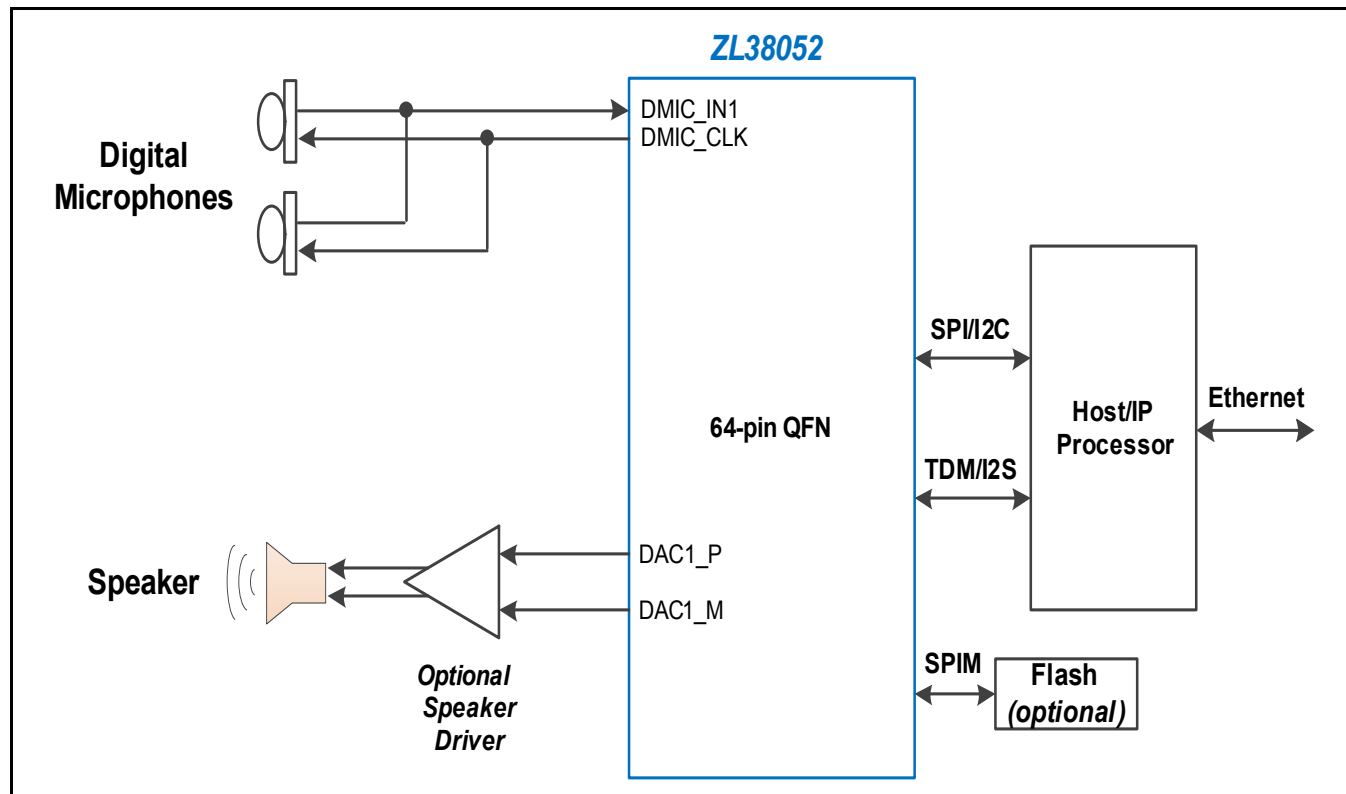 ZL38052
DMIC_IN1
DMIC_CLK
Digital
Microphones
SPI/I2C
Host/IP
Processor
Ethernet
64-pin QFN
TDM/I2S
DAC1_P
Speaker
DAC1_M
Optional
Speaker
Driver
SPIM
Flash
(optional)